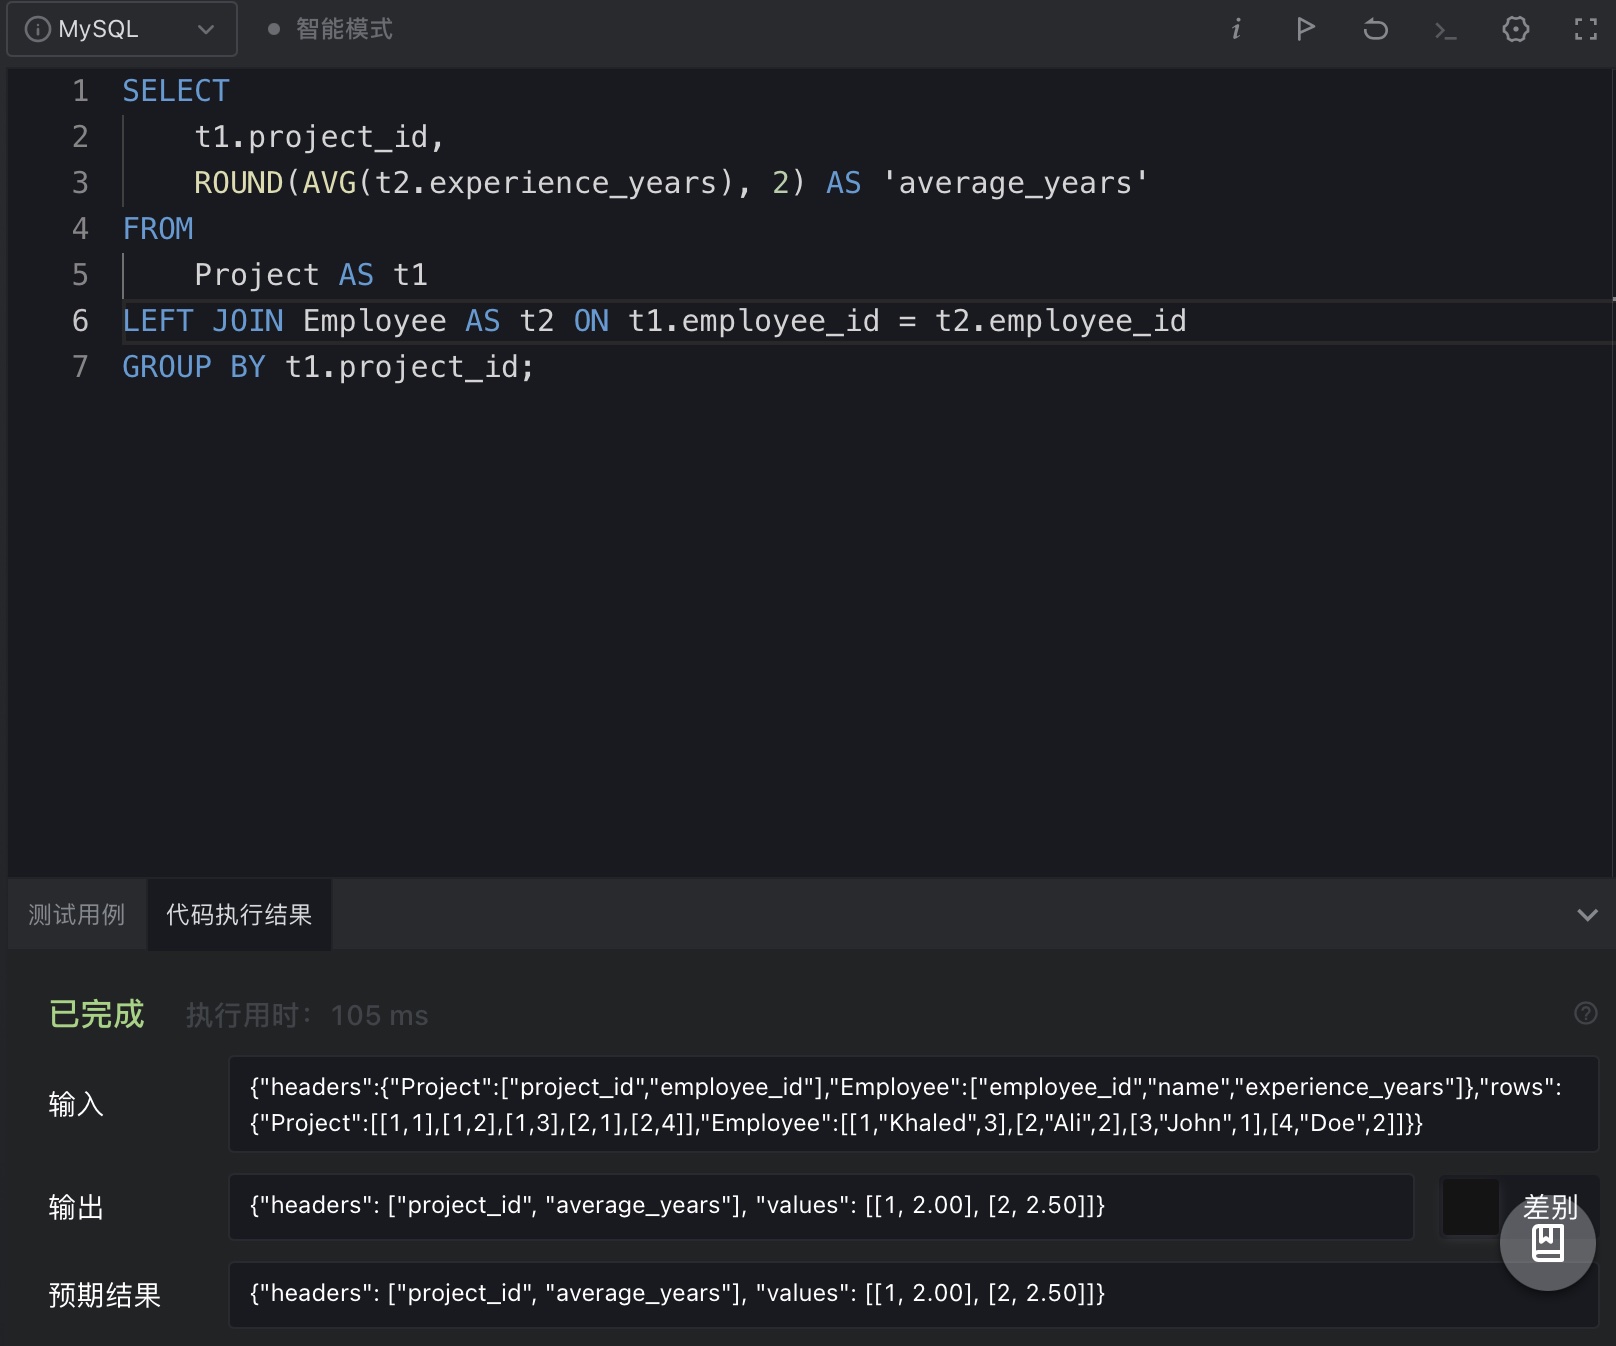 MySQL
智能模式
1 SELECT
2 t1.project_id,
3 ROUND(AVG(t2.experience_years), 2) AS 'average_years'
4 FROM
5 Project AS t1
6 LEFT JOIN Employee AS t2 ON t1.employee_id = t2.employee_id
7 GROUP BY t1.project_id;
测试用例
代码执行结果
已完成
执行用时: 105 ms
输入
{"headers":{"Project":["project_id","employee_id"],"Employee":["employee_id","name","experience_years"]},"rows":
{"Project":[[1,1],[1,2],[1,3],[2,1],[2,4]],"Employee":[[1,"Khaled",3],[2,"Ali",2],[3,"John",1],[4,"Doe",2]]}}
输出
{"headers": ["project_id", "average_years"], "values": [[1, 2.00], [2, 2.50]]}
差别
预期结果
{"headers": ["project_id", "average_years"], "values": [[1, 2.00], [2, 2.50]]}